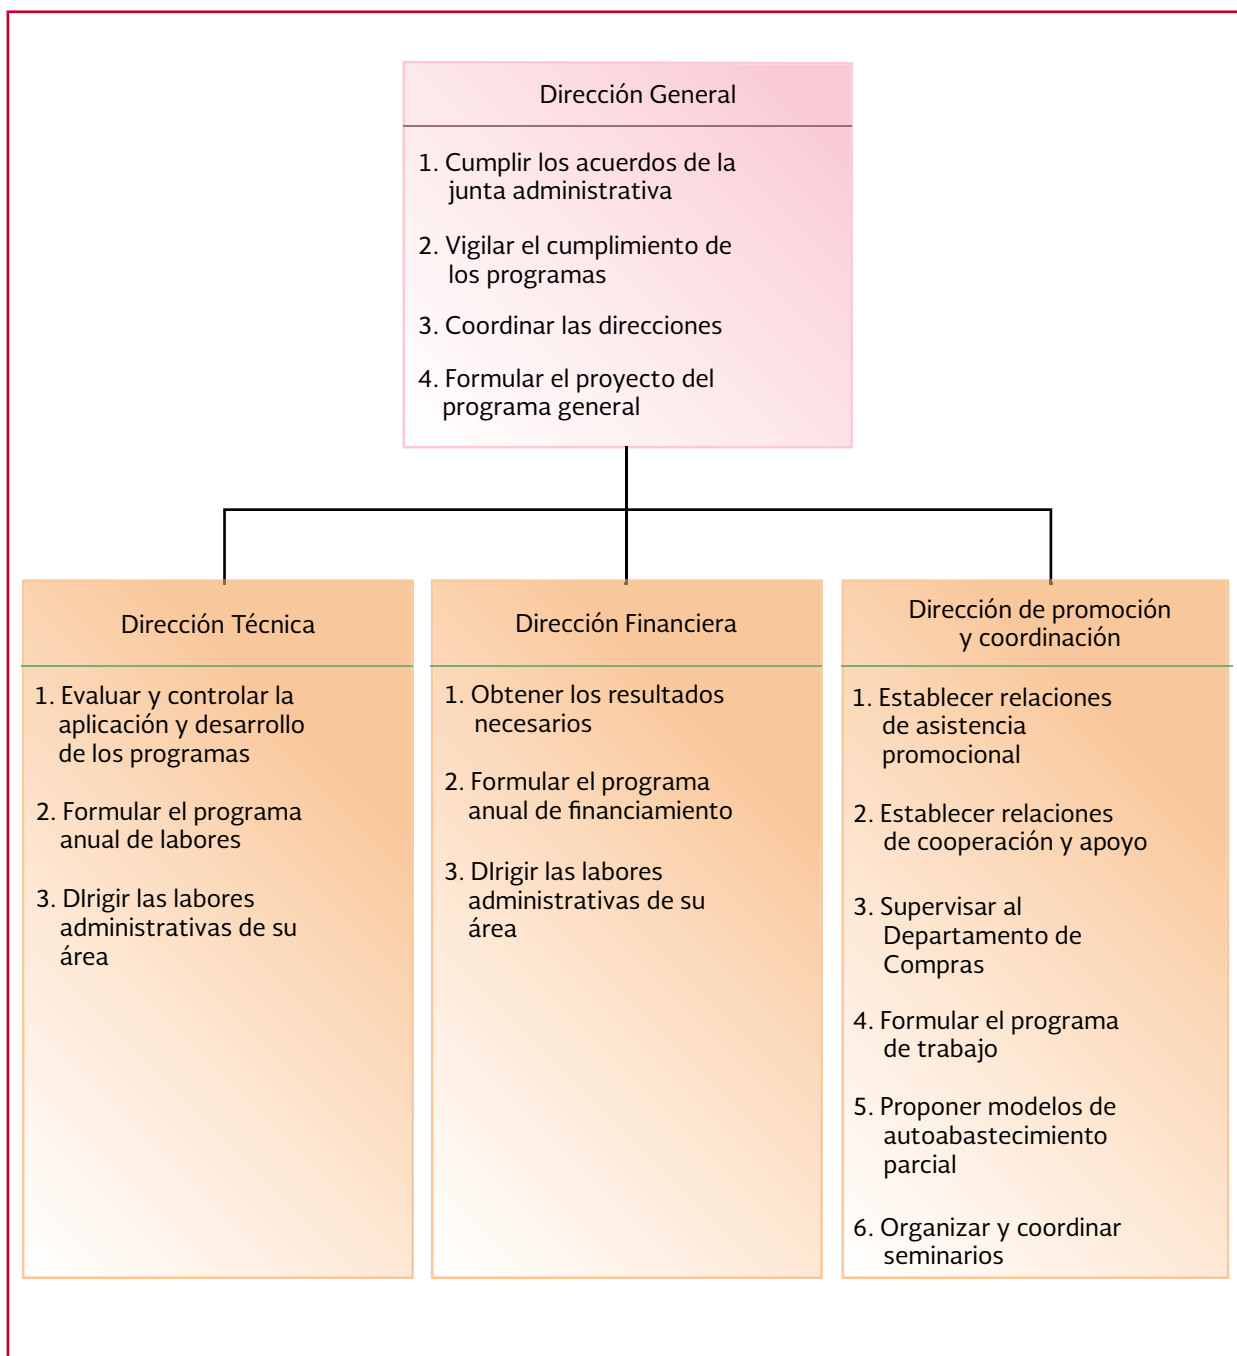 Dirección General
1. Cumplir los acuerdos de la
junta administrativa
2. Vigilar el cumplimiento de
los programas
3. Coordinar las direcciones
4. Formular el proyecto del
programa general
Dirección Técnica
1. Evaluar y controlar la
aplicación y desarrollo
de los programas
2. Formular el programa
anual de labores
3. DIrigir las labores
administrativas de su
área
Dirección Financiera
1. Obtener los resultados
necesarios
2. Formular el programa
anual de financiamiento
3. DIrigir las labores
administrativas de su
área
Dirección de promoción
y coordinación
1. Establecer relaciones
de asistencia
promocional
2. Establecer relaciones
de cooperación y apoyo
3. Supervisar al
Departamento de
Compras
4. Formular el programa
de trabajo
5. Proponer modelos de
autoabastecimiento
parcial
6. Organizar y coordinar
seminarios